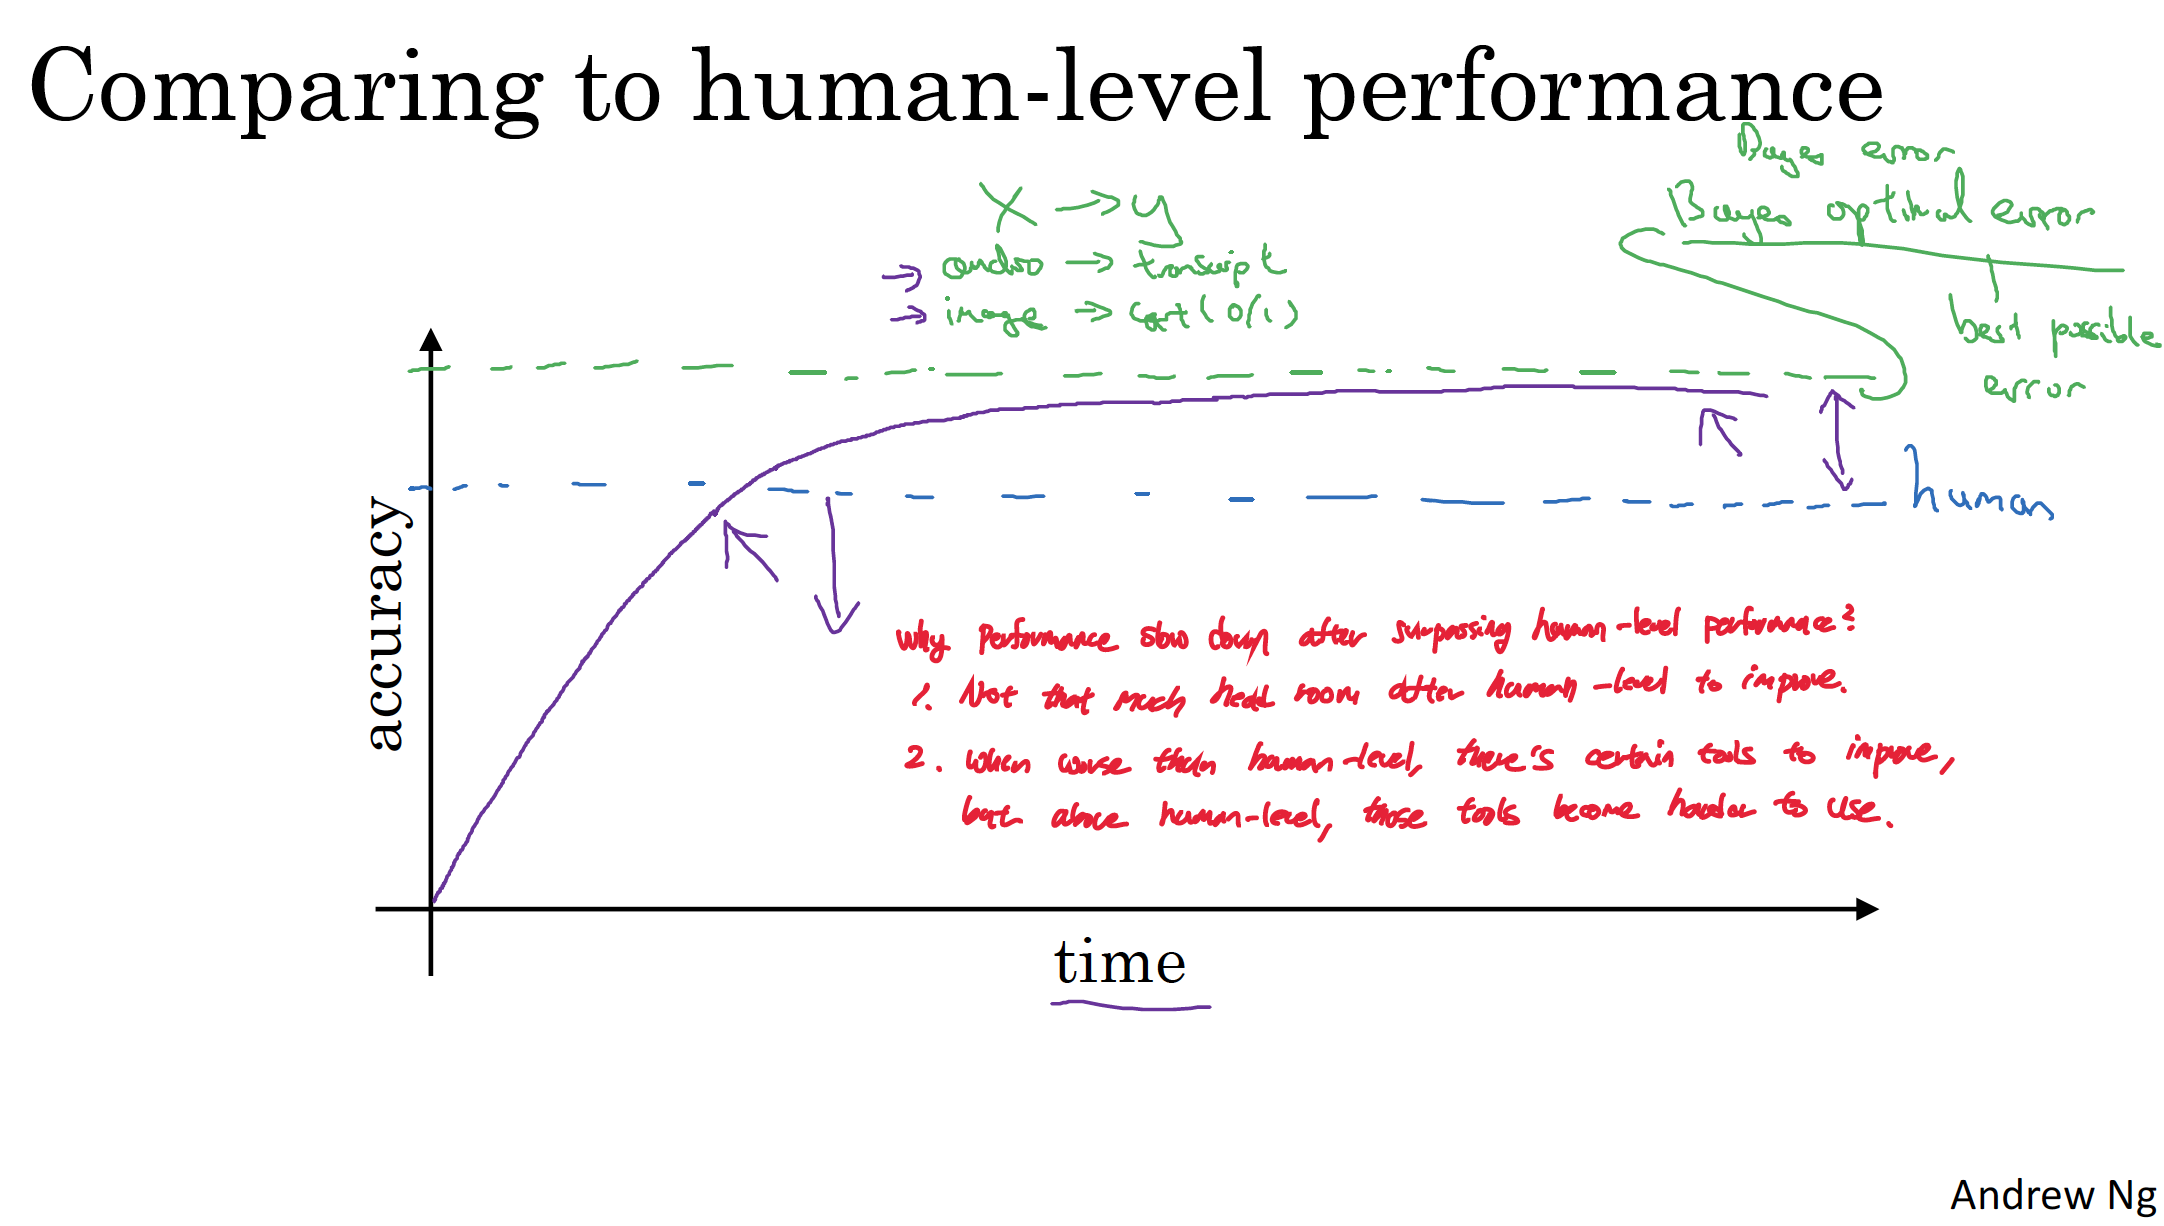 Comparing to human-level performance
Bayes error
Bayes optimal error
best possible
error
X → y
audio → transcript
image → cat (0/1)
human
accuracy
Why performance slow down after surpassing human-level performance?
1. Not that much head room after human-level to improve.
2. When worse than human-level, there's certain tools to improve,
but above human-level, those tools become harder to use.
time
Andrew Ng